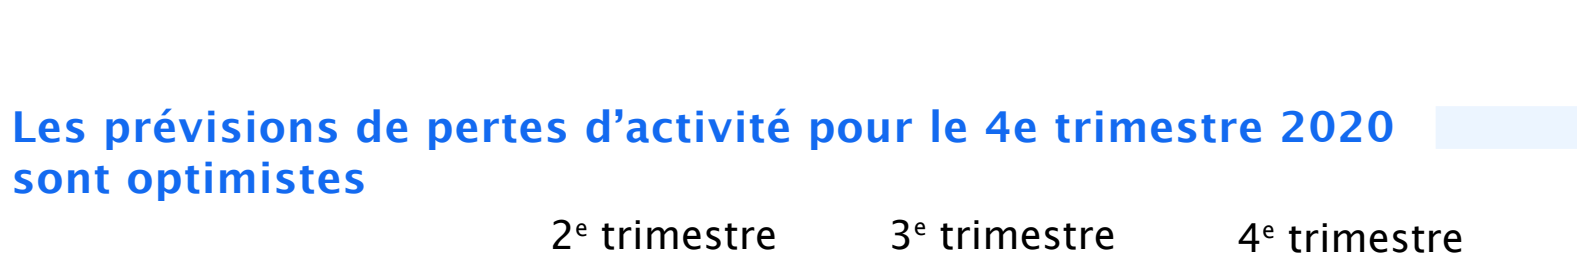 Les prévisions de pertes d’activité pour le 4e trimestre 2020
sont optimistes
2ᵉ trimestre 3ᵉ trimestre 4ᵉ trimestre